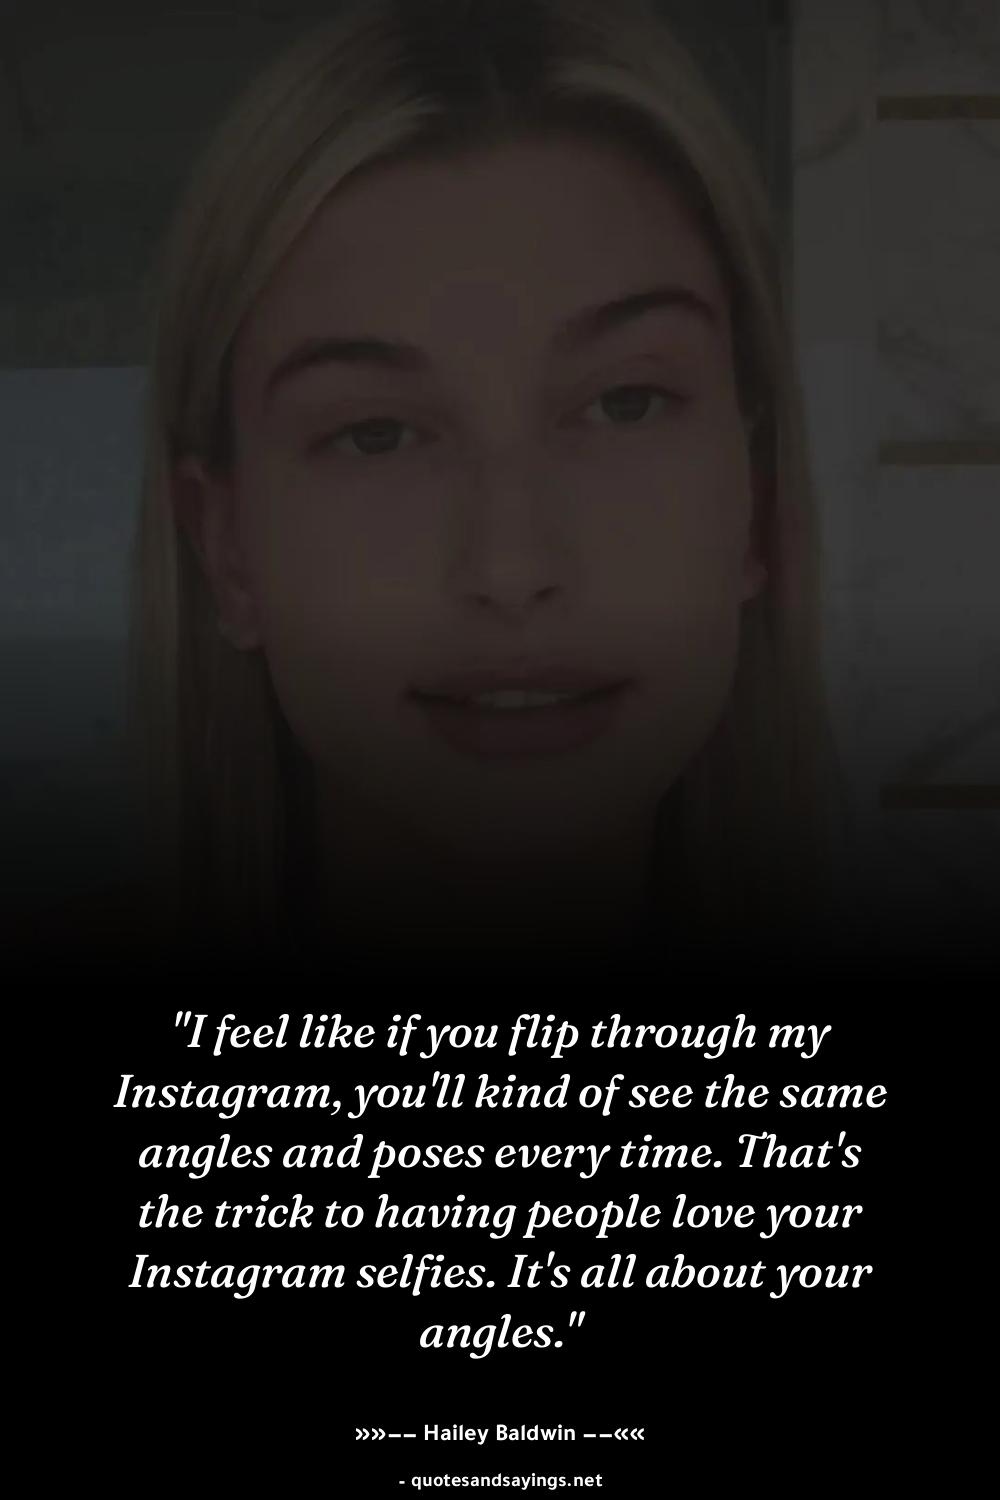 "I feel like if you flip through my
Instagram, you'll kind of see the same
angles and poses every time. That's
the trick to having people love your
Instagram selfies. It's all about your
angles."
»»–– Hailey Baldwin ––««
- quotesandsayings.net